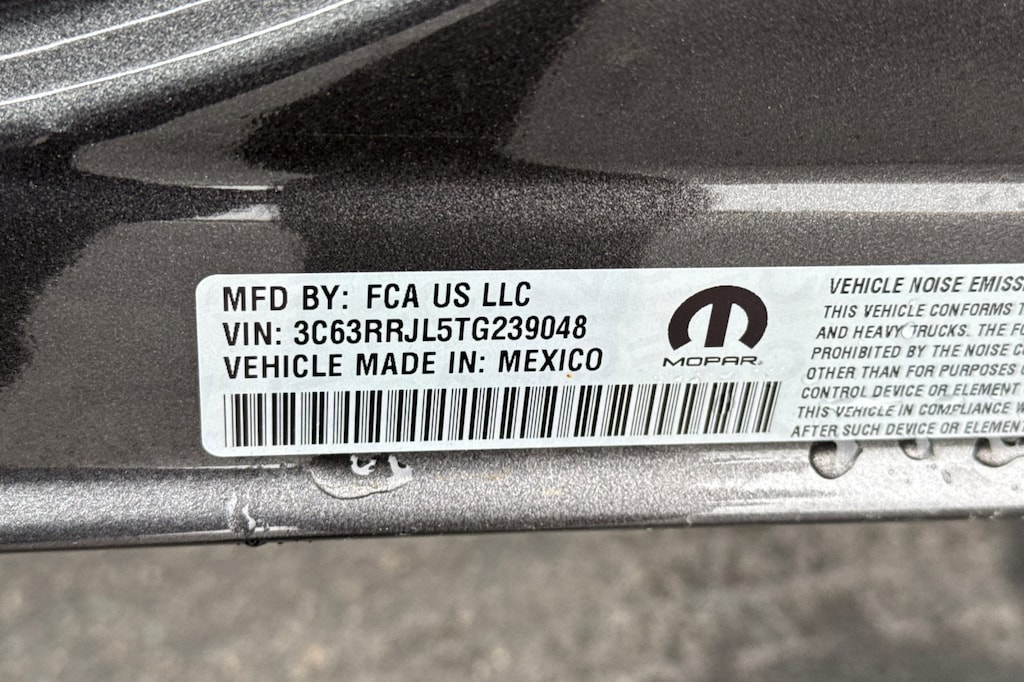 MFD BY: FCA US LLC
VIN: 3C63RRJL5TG239048
VEHICLE MADE IN: MEXICO
MOPAR®
VEHICLE NOISE EMISS
THIS VEHICLE CONFORMS T
AND HEAVY TRUCKS. THE F
PROHIBITED BY THE NOISE C
OTHER THAN FOR PURPOSES
CONTROL DEVICE OR ELEMENT
THIS VEHICLE IN COMPLIANCE W
AFTER SUCH DEVICE OR ELEMEN